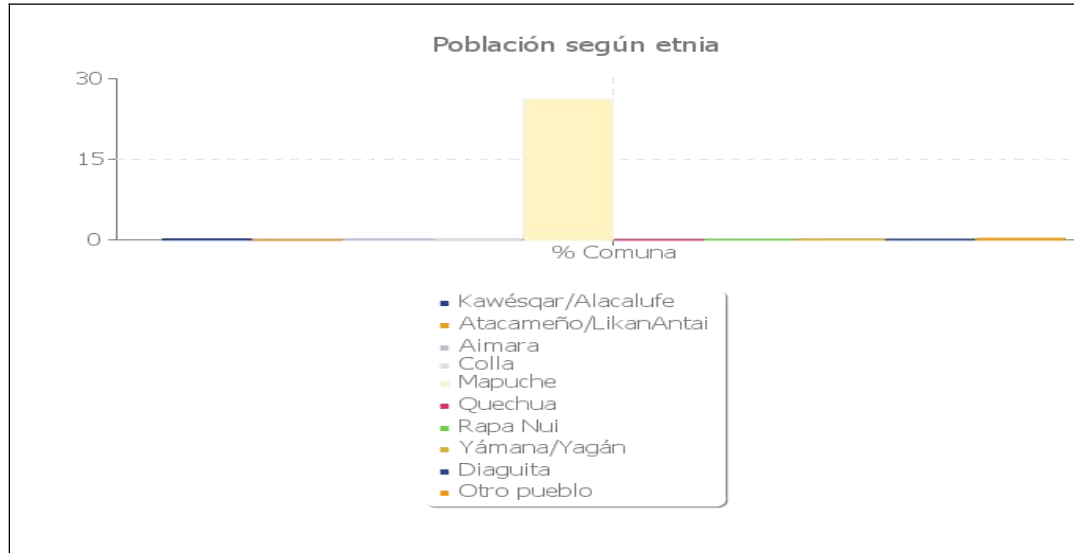 Población según etnia
30
15
0
% Comuna
Kawésqar/Alacalufe
Atacameño/LikanAntai
Aimara
Colla
Mapuche
Quechua
Rapa Nui
Yámana/Yagán
Diaguita
Otro pueblo